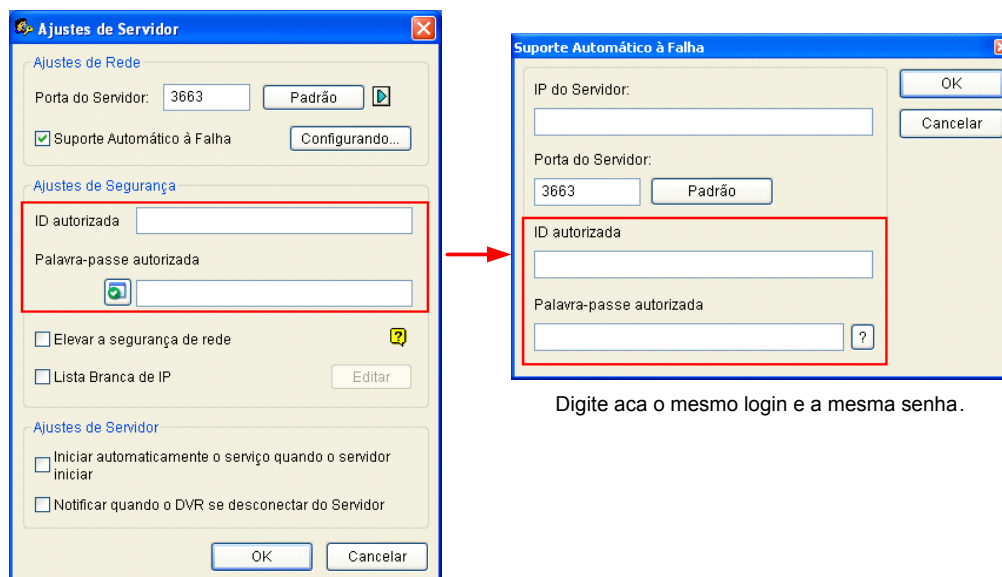 Ajustes de Servidor
Ajustes de Rede
Porta do Servidor: 3663 Padrão
Suporte Automático à Falha Configurando...
Ajustes de Segurança
ID autorizada
Palavra-passe autorizada
Elevar a segurança de rede ?
Lista Branca de IP Editar
Ajustes de Servidor
Iniciar automaticamente o serviço quando o servidor
iniciar
Notificar quando o DVR se desconectar do Servidor
OK Cancelar
Suporte Automático à Falha
IP do Servidor:
OK
Cancelar
Porta do Servidor:
3663 Padrão
ID autorizada
Palavra-passe autorizada
?
Digite aca o mesmo login e a mesma senha.